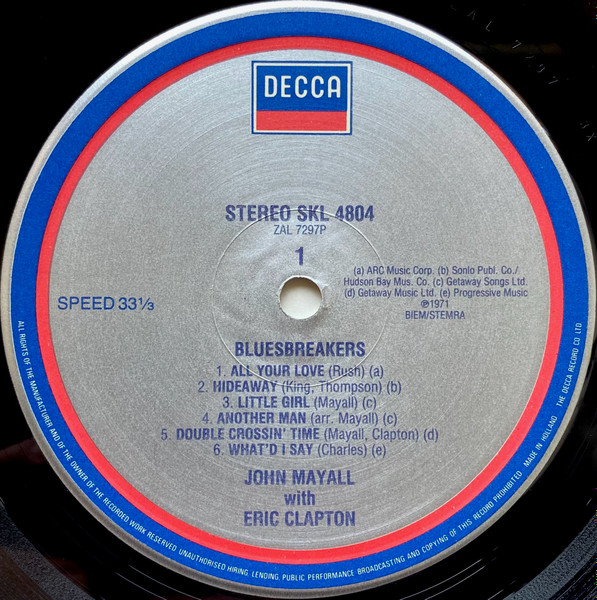 DECCA
STEREO SKL 4804
ZAL 7297P
1
(a) ARC Music Corp. (b) Sonlo Publ. Co./
Hudson Bay Mus. Co. (c) Getaway Songs Ltd.
(d) Getaway Music Ltd. (e) Progressive Music
℗1971
BIEM/STEMRA
SPEED 33⅓
BLUESBREAKERS
1. ALL YOUR LOVE (Rush) (a)
2. HIDEAWAY (King, Thompson) (b)
3. LITTLE GIRL (Mayall) (c)
4. ANOTHER MAN (arr. Mayall) (c)
5. DOUBLE CROSSIN' TIME (Mayall, Clapton) (d)
6. WHAT'D I SAY (Charles) (e)
JOHN MAYALL
with
ERIC CLAPTON
ALL RIGHTS OF THE MANUFACTURER AND OF THE OWNER OF THE RECORDED WORK RESERVED UNAUTHORISED HIRING LENDING, PUBLIC PERFORMANCE BROADCASTING AND COPYING OF THIS RECORD PROHIBITED MADE IN HOLLAND THE DECCA RECORD CO LTD